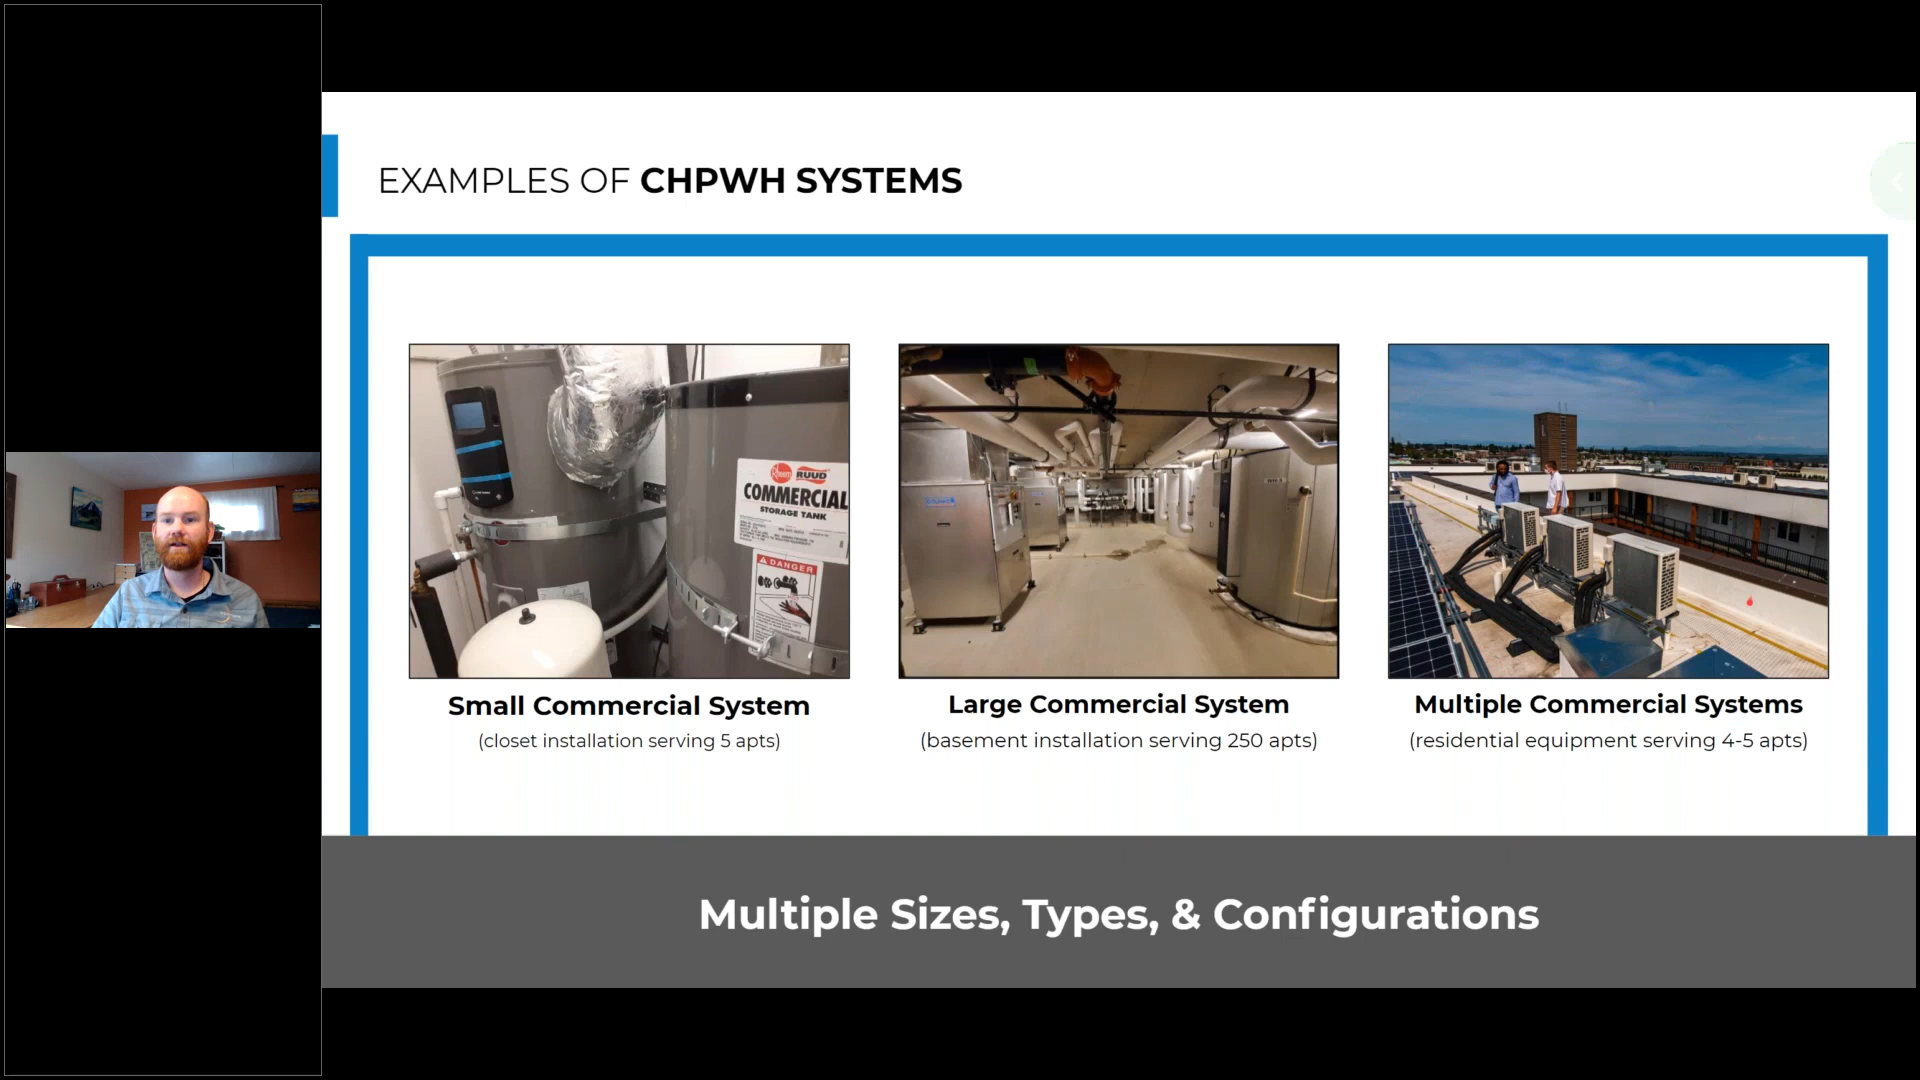 EXAMPLES OF CHPWH SYSTEMS
Rheem RUUD
COMMERCIAL
STORAGE TANK
DANGER
Small Commercial System
(closet installation serving 5 apts)
Large Commercial System
(basement installation serving 250 apts)
Multiple Commercial Systems
(residential equipment serving 4-5 apts)
Multiple Sizes, Types, & Configurations